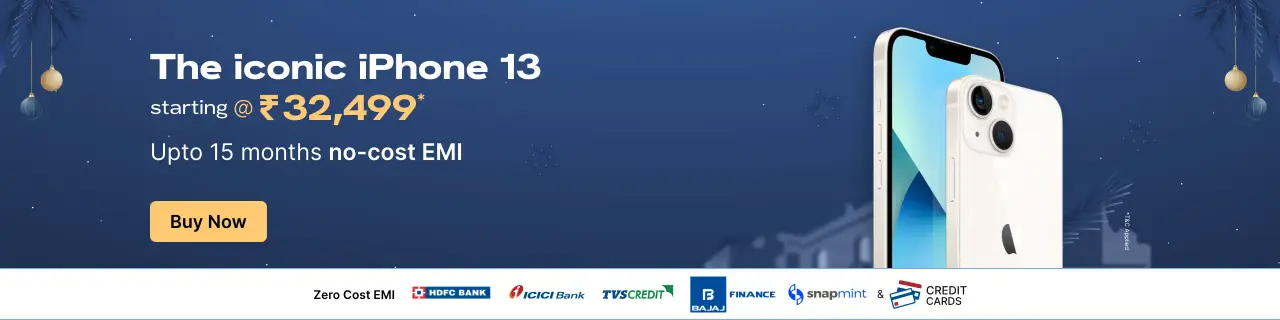 The iconic iPhone 13
starting @ ₹32,499*
Upto 15 months no-cost EMI
Buy Now
*T&C Applied
Zero Cost EMI HDFC BANK ICICI Bank TVS CREDIT BAJAJ FINANCE snapmint & CREDIT CARDS